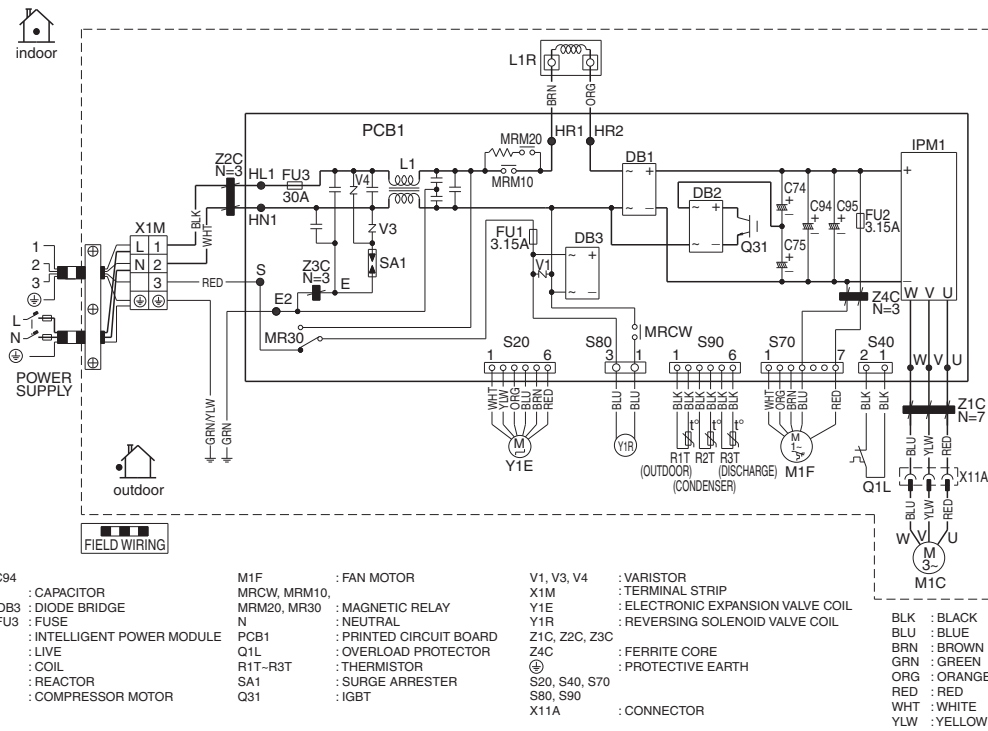 indoor
L1R
BRN
ORG
PCB1
HR1
HR2
MRM20
MRM10
IPM1
Z2C
N=3
HL1
FU3
30A
V4
L1
DB1
DB2
C74
C94
C95
FU2
3.15A
HN1
BLK
WHT
X1M
L 1
N 2
3
1
2
3
RED
S
V3
SA1
Z3C
N=3
E
E2
FU1
3.15A
V1
DB3
C75
Q31
W V U
Z4C
N=3
L
N
POWER
SUPPLY
MR30
MRCW
S20
1 6
S80
3 1
S90
1 6
S70
1 7
S40
2 1
W V U
GRN/YLW
GRN
WHT
YLW
ORG
BLU
BRN
RED
BLU
BLU
BLK
BLK
BLK
BLK
BLK
BLK
WHT
ORG
BRN
BLU
RED
BLK
BLK
Z1C
N=7
M
Y1E
Y1R
t° t° t°
R1T R2T R3T
(OUTDOOR) (DISCHARGE)
(CONDENSER)
M
1~
M1F
Q1L
BLU
YLW
RED
X11A
BLU
YLW
RED
W V U
M
3~
M1C
outdoor
FIELD WIRING
C94
: CAPACITOR
DB3 : DIODE BRIDGE
FU3 : FUSE
: INTELLIGENT POWER MODULE
: LIVE
: COIL
: REACTOR
: COMPRESSOR MOTOR
M1F : FAN MOTOR
MRCW, MRM10,
MRM20, MR30 : MAGNETIC RELAY
N : NEUTRAL
PCB1 : PRINTED CIRCUIT BOARD
Q1L : OVERLOAD PROTECTOR
R1T~R3T : THERMISTOR
SA1 : SURGE ARRESTER
Q31 : IGBT
V1, V3, V4 : VARISTOR
X1M : TERMINAL STRIP
Y1E : ELECTRONIC EXPANSION VALVE COIL
Y1R : REVERSING SOLENOID VALVE COIL
Z1C, Z2C, Z3C
Z4C : FERRITE CORE
: PROTECTIVE EARTH
S20, S40, S70
S80, S90
X11A : CONNECTOR
BLK : BLACK
BLU : BLUE
BRN : BROWN
GRN : GREEN
ORG : ORANGE
RED : RED
WHT : WHITE
YLW : YELLOW